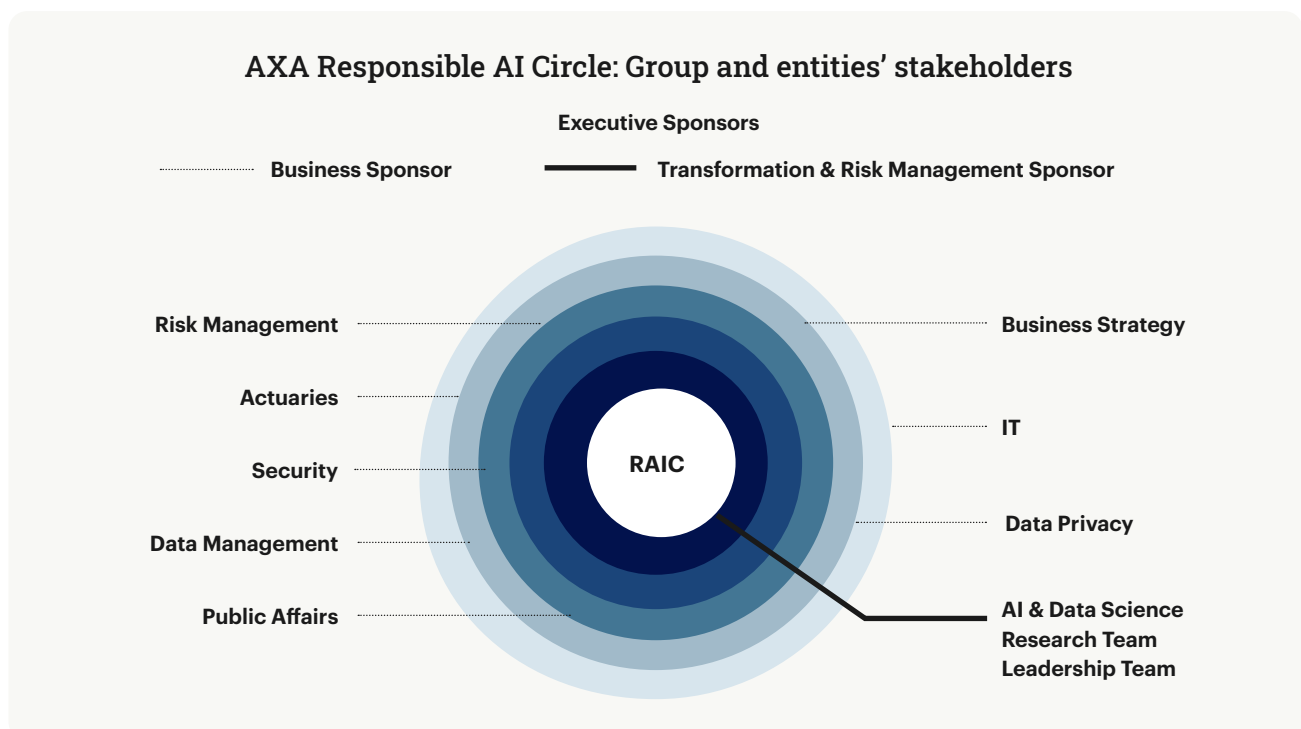 AXA Responsible AI Circle: Group and entities’ stakeholders
Executive Sponsors
Business Sponsor
Transformation & Risk Management Sponsor
Risk Management
Actuaries
Security
Data Management
Public Affairs
RAIC
Business Strategy
IT
Data Privacy
AI & Data Science
Research Team
Leadership Team